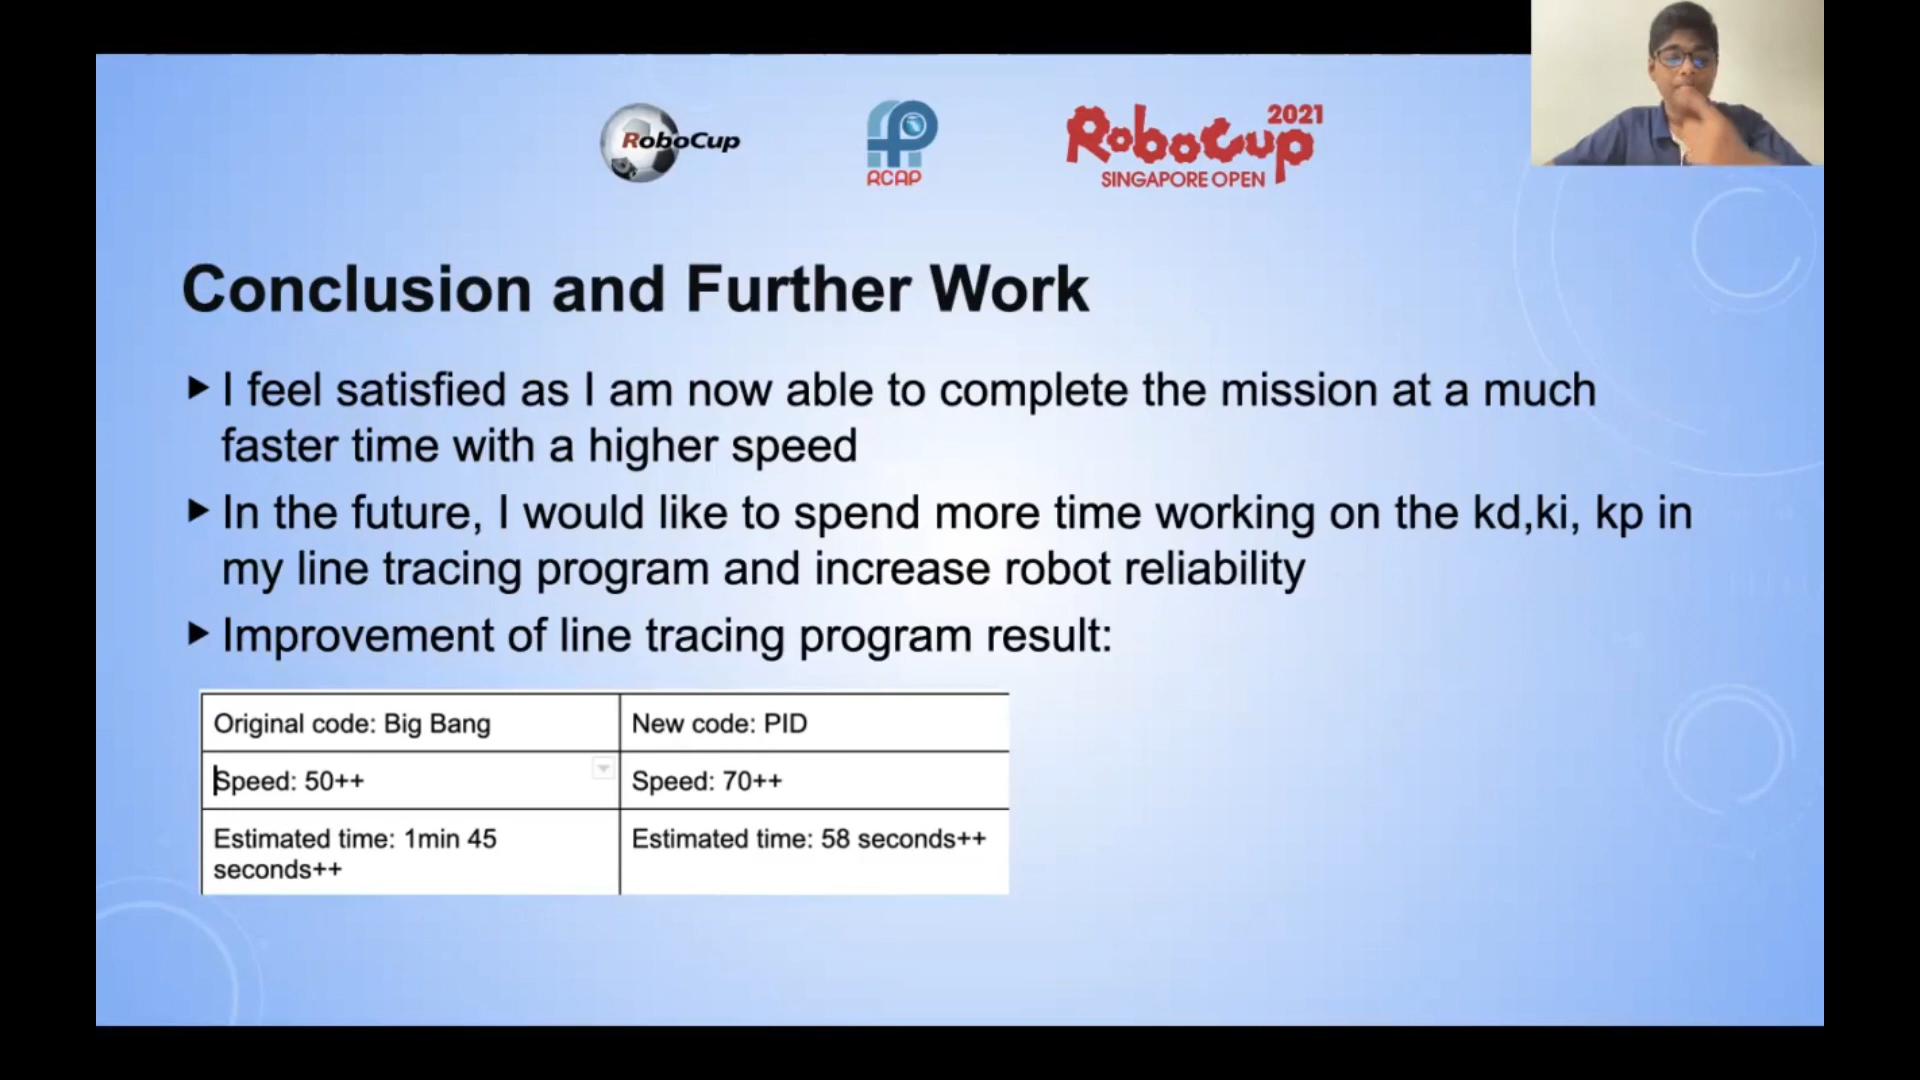 RoboCup
RCAP
RoboCup 2021
SINGAPORE OPEN
Conclusion and Further Work
I feel satisfied as I am now able to complete the mission at a much
faster time with a higher speed
In the future, I would like to spend more time working on the kd,ki, kp in
my line tracing program and increase robot reliability
Improvement of line tracing program result:
Original code: Big Bang
New code: PID
Speed: 50++
Speed: 70++
Estimated time: 1min 45
seconds++
Estimated time: 58 seconds++